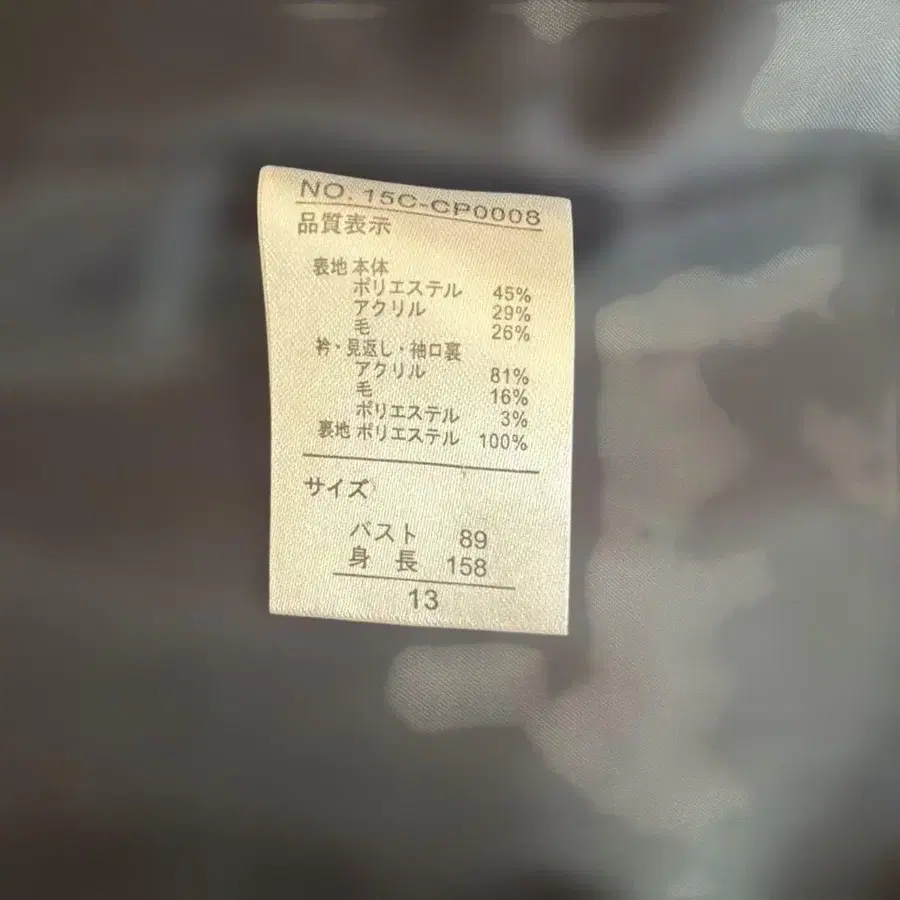 NO. 15C-CP0008
品質表示
表地 本体
ポリエステル 45%
アクリル 29%
毛 26%
衿・見返し・袖口裏
アクリル 81%
毛 16%
ポリエステル 3%
裏地 ポリエステル 100%
サイズ
バスト 89
身長 158
13